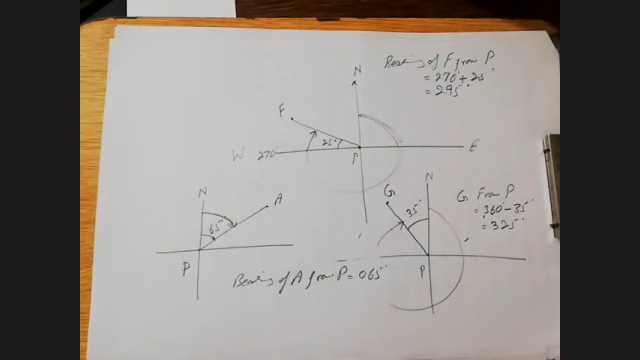 Bearing of F from P
= 270° + 25°
= 295°
N
F
25°
W 270°
P
E
N
A
65°
P
Bearing of A from P = 065°
N
G
35°
P
G From P
= 360 - 35°
= 325°